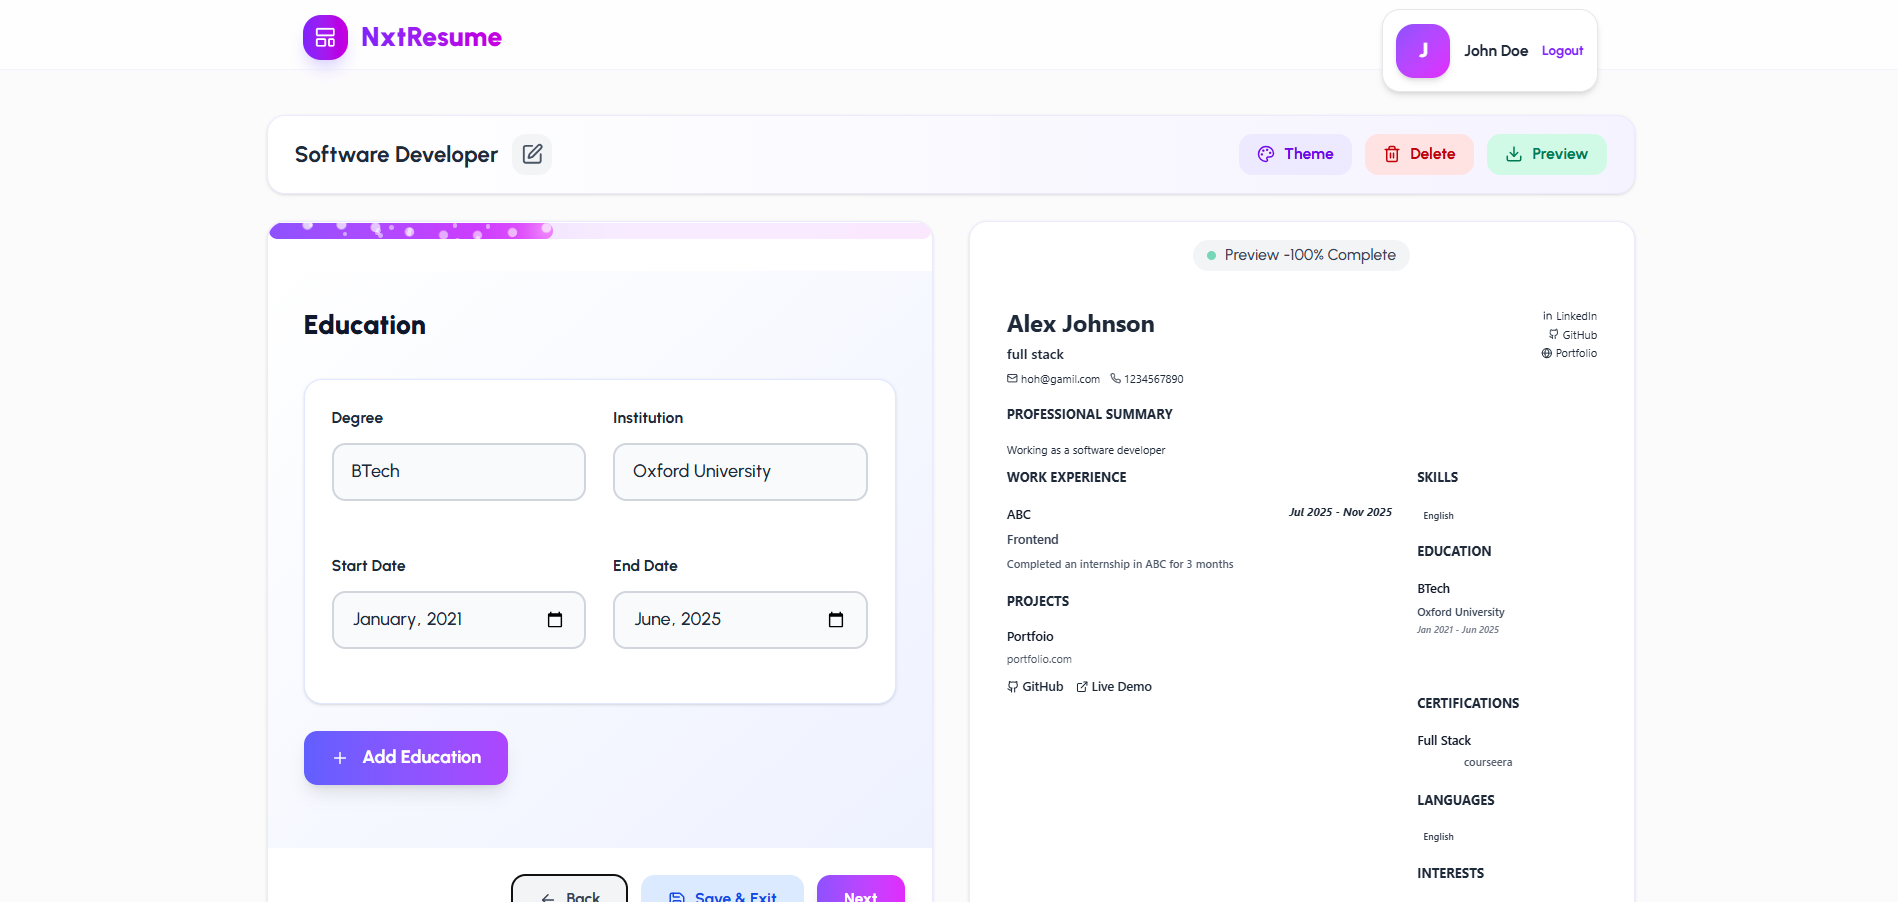 NxtResume
J
John Doe
Logout
Software Developer
Theme
Delete
Preview
Education
Degree
Institution
BTech
Oxford University
Start Date
End Date
January, 2021
June, 2025
+ Add Education
Back
Save & Exit
Next
Preview -100% Complete
Alex Johnson
full stack
hoh@gamil.com
1234567890
in LinkedIn
GitHub
Portfolio
PROFESSIONAL SUMMARY
Working as a software developer
WORK EXPERIENCE
ABC
Jul 2025 - Nov 2025
Frontend
Completed an internship in ABC for 3 months
PROJECTS
Portfoio
portfolio.com
GitHub
Live Demo
SKILLS
English
EDUCATION
BTech
Oxford University
Jan 2021 - Jun 2025
CERTIFICATIONS
Full Stack
courseera
LANGUAGES
English
INTERESTS